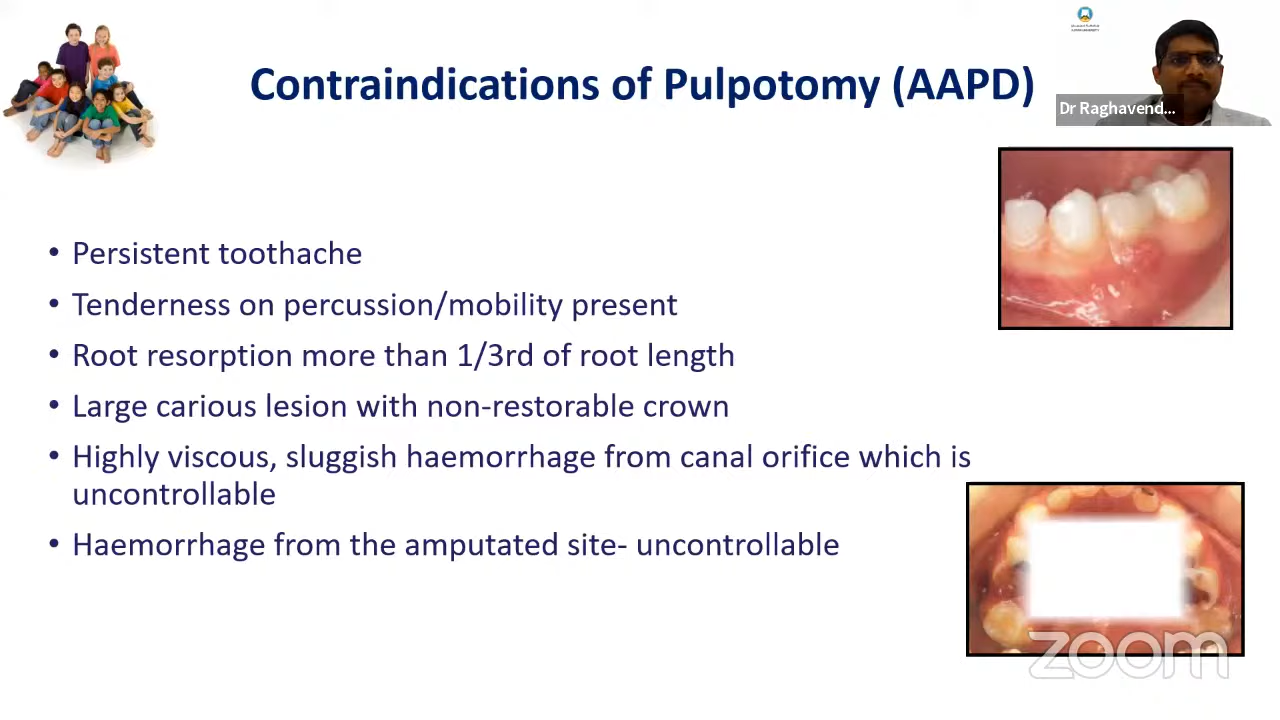 Contraindications of Pulpotomy (AAPD)
Dr Raghavend...
• Persistent toothache
• Tenderness on percussion/mobility present
• Root resorption more than 1/3rd of root length
• Large carious lesion with non-restorable crown
• Highly viscous, sluggish haemorrhage from canal orifice which is
uncontrollable
• Haemorrhage from the amputated site- uncontrollable
zoom